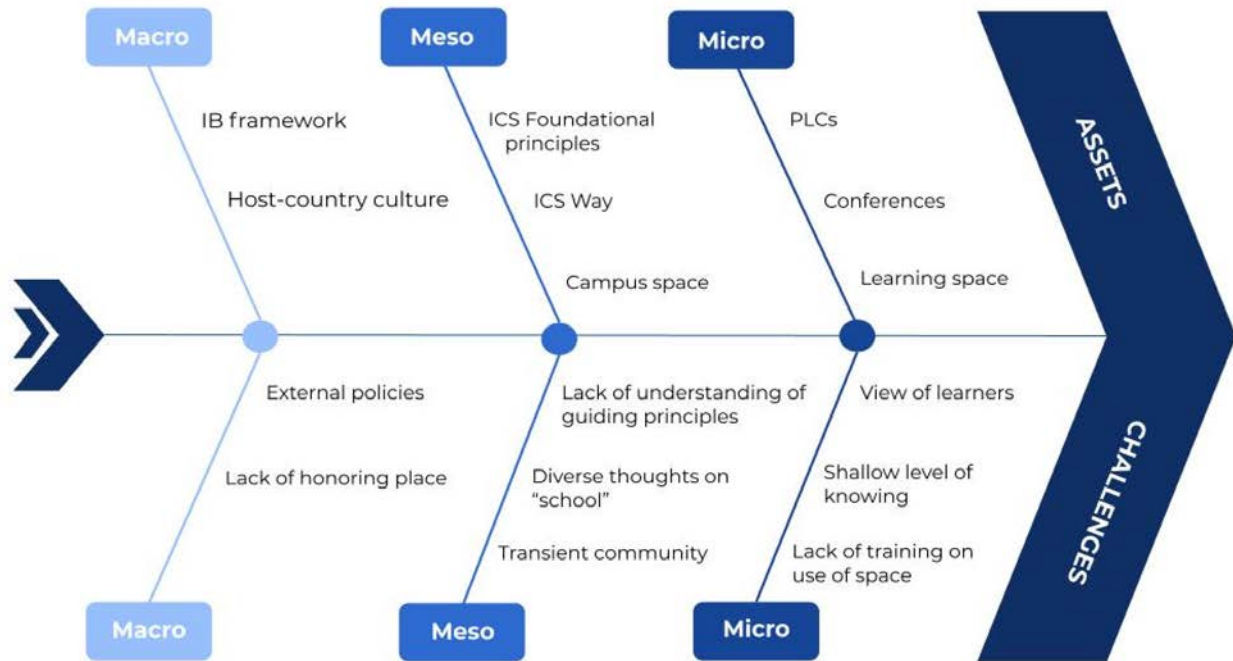 Macro
Meso
Micro
IB framework
ICS Foundational
principles
PLCs
Host-country culture
ICS Way
Conferences
Campus space
Learning space
ASSETS
External policies
Lack of understanding of
guiding principles
View of learners
Lack of honoring place
Diverse thoughts on
“school”
Shallow level of
knowing
Transient community
Lack of training on
use of space
CHALLENGES
Macro
Meso
Micro